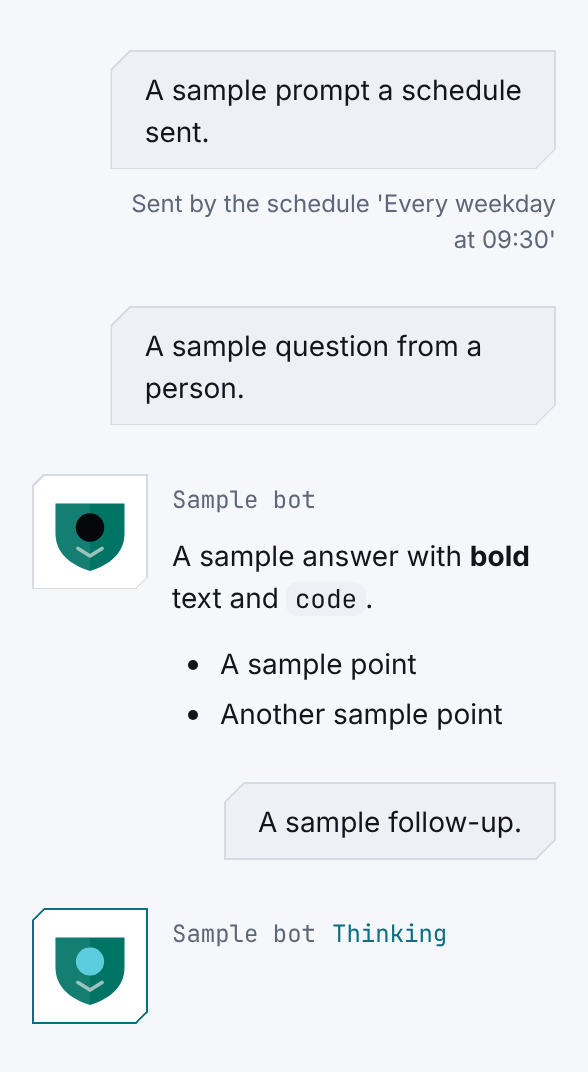 A sample prompt a schedule
sent.
Sent by the schedule 'Every weekday
at 09:30'
A sample question from a
person.
Sample bot
A sample answer with bold
text and code.
• A sample point
• Another sample point
A sample follow-up.
Sample bot Thinking